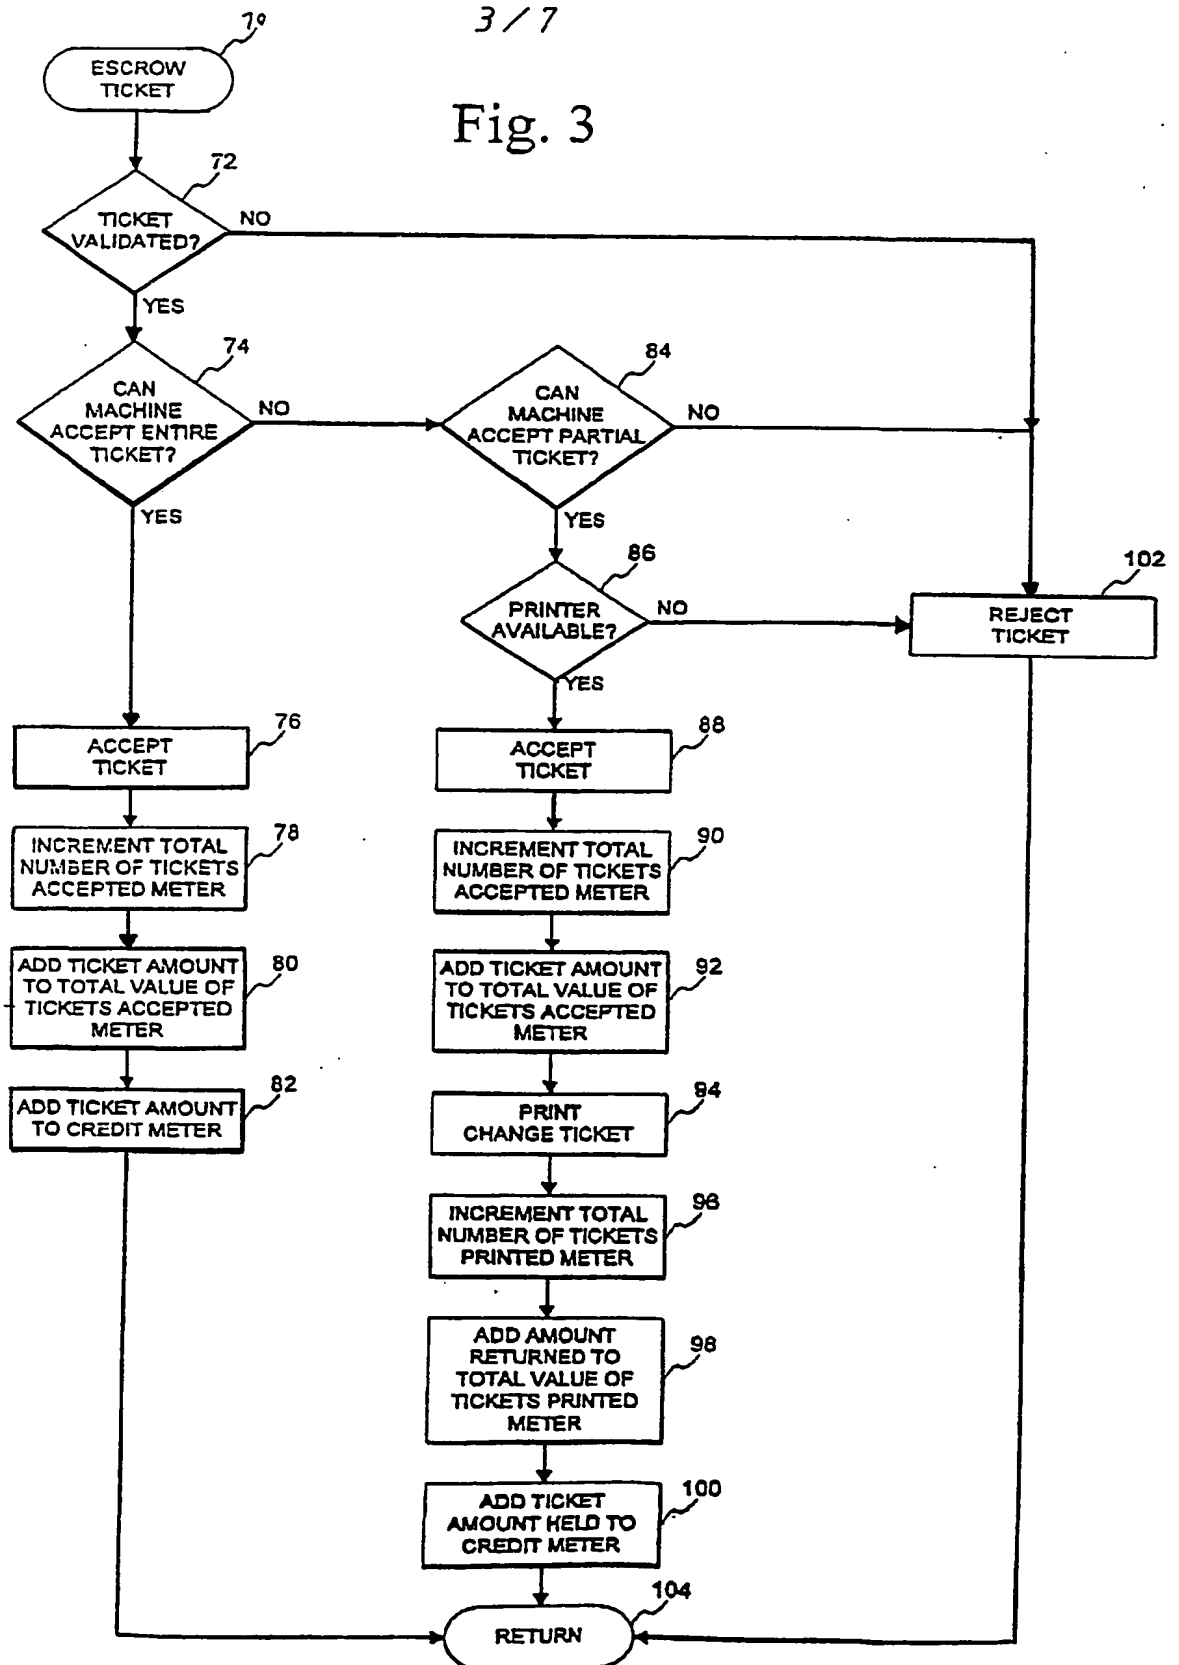 3/7
Fig. 3
70
ESCROW
TICKET
72
TICKET
VALIDATED?
NO
YES
74
CAN
MACHINE
ACCEPT ENTIRE
TICKET?
NO
YES
84
CAN
MACHINE
ACCEPT PARTIAL
TICKET?
NO
YES
86
PRINTER
AVAILABLE?
NO
YES
102
REJECT
TICKET
76
ACCEPT
TICKET
78
INCREMENT TOTAL
NUMBER OF TICKETS
ACCEPTED METER
80
ADD TICKET AMOUNT
TO TOTAL VALUE OF
TICKETS ACCEPTED
METER
82
ADD TICKET AMOUNT
TO CREDIT METER
88
ACCEPT
TICKET
90
INCREMENT TOTAL
NUMBER OF TICKETS
ACCEPTED METER
92
ADD TICKET AMOUNT
TO TOTAL VALUE OF
TICKETS ACCEPTED
METER
94
PRINT
CHANGE TICKET
96
INCREMENT TOTAL
NUMBER OF TICKETS
PRINTED METER
98
ADD AMOUNT
RETURNED TO
TOTAL VALUE OF
TICKETS PRINTED
METER
100
ADD TICKET
AMOUNT HELD TO
CREDIT METER
104
RETURN